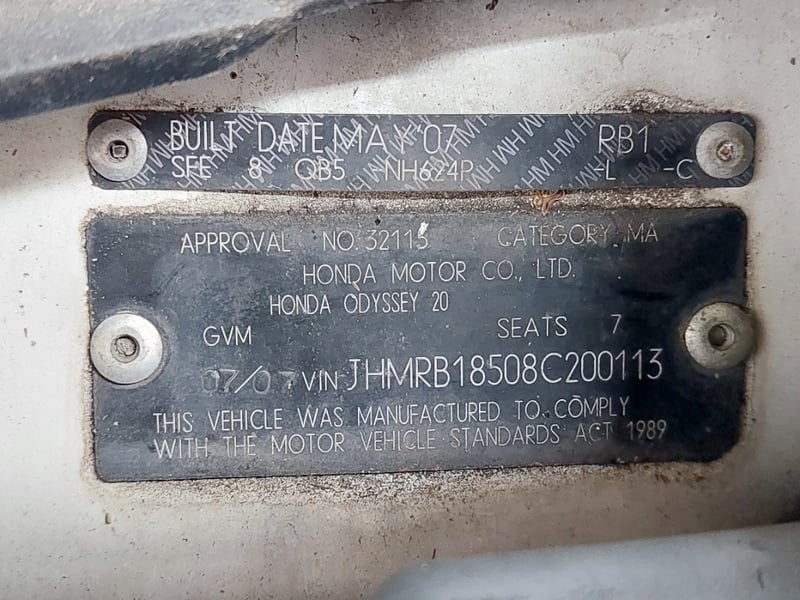 BUILT DATE MAY '07 RB1
SFE 8 QB5 NH624P -L -C
APPROVAL NO. 32115 CATEGORY MA
HONDA MOTOR CO., LTD.
HONDA ODYSSEY 20
GVM SEATS 7
07/07 VIN JHMRB18508C200113
THIS VEHICLE WAS MANUFACTURED TO COMPLY
WITH THE MOTOR VEHICLE STANDARDS ACT 1989